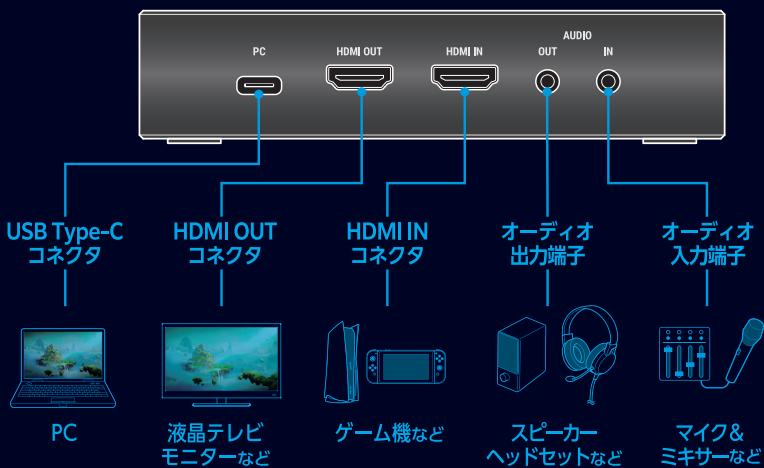 AUDIO
PC
HDMI OUT
HDMI IN
OUT
IN
USB Type-C
コネクタ
HDMI OUT
コネクタ
HDMI IN
コネクタ
オーディオ
出力端子
オーディオ
入力端子
PC
液晶テレビ
モニターなど
ゲーム機など
スピーカー
ヘッドセットなど
マイク&
ミキサーなど